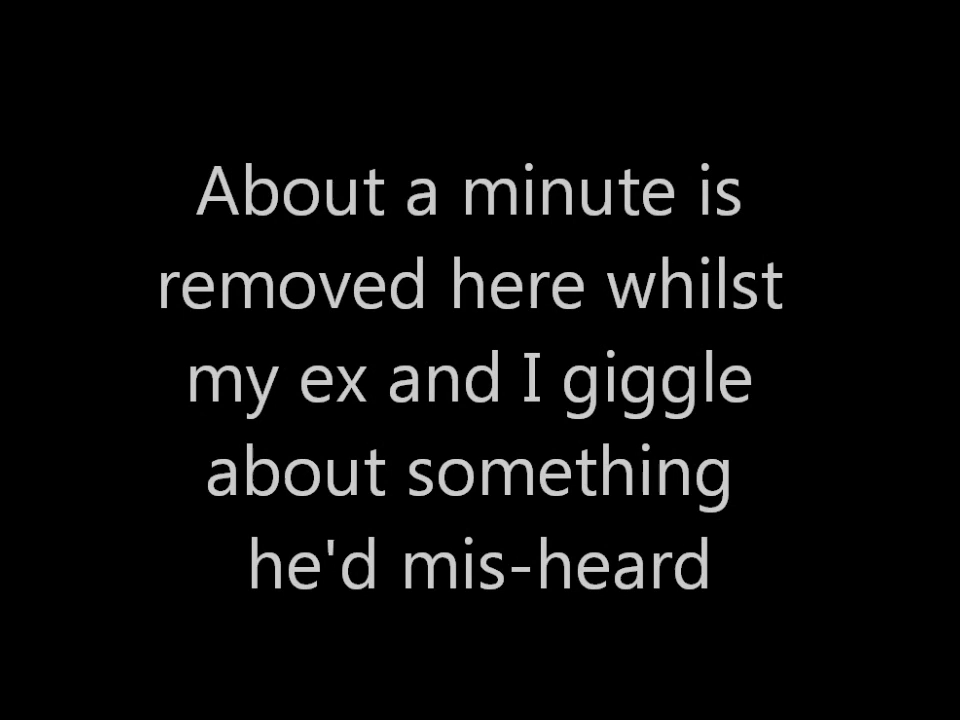 About a minute is
removed here whilst
my ex and I giggle
about something
he'd mis-heard